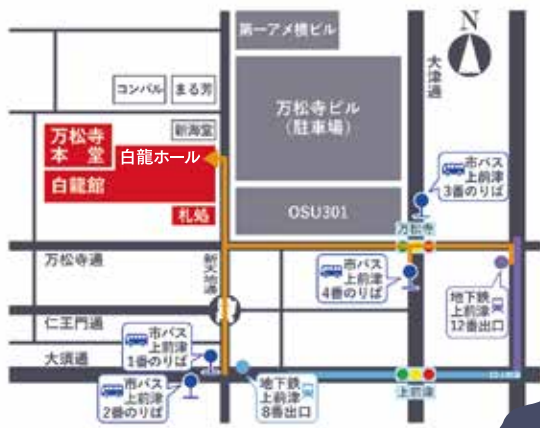 第一アメ横ビル
N
大津通
コンパル
まる芳
万松寺ビル
(駐車場)
新海堂
万松寺
本 堂
白龍ホール
白龍館
市バス
上前津
3番のりば
札処
OSU301
万松寺
万松寺通
新天地通
市バス
上前津
4番のりば
地下鉄
上前津
12番出口
仁王門通
市バス
上前津
1番のりば
大須通
市バス
上前津
2番のりば
地下鉄
上前津
8番出口
上前津